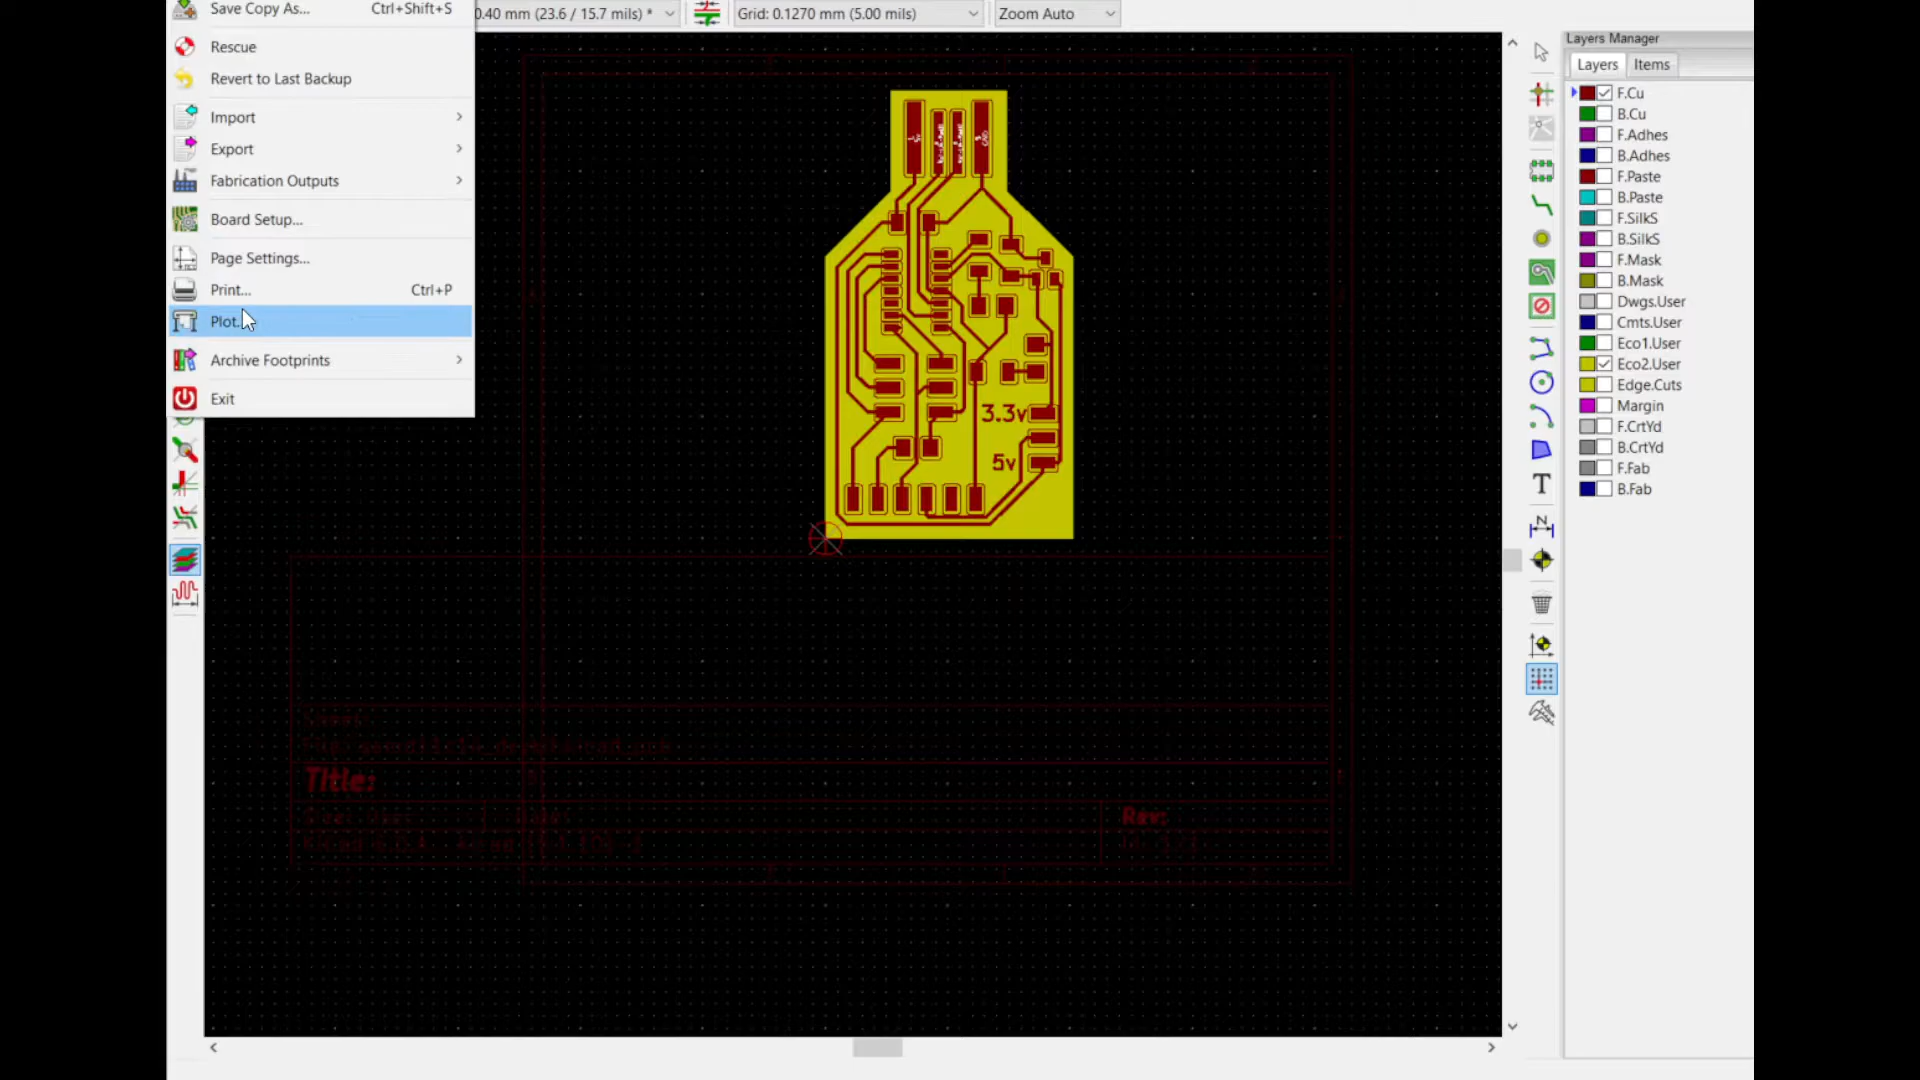 Save Copy As... Ctrl+Shift+S
0.40 mm (23.6 / 15.7 mils) *
Grid: 0.1270 mm (5.00 mils)
Zoom Auto
Rescue
Revert to Last Backup
Import
Export
Fabrication Outputs
Board Setup...
Page Settings...
Print... Ctrl+P
Plot...
Archive Footprints
Exit
3.3v
5v
Title:
Rev:
Layers Manager
Layers Items
F.Cu
B.Cu
F.Adhes
B.Adhes
F.Paste
B.Paste
F.SilkS
B.SilkS
F.Mask
B.Mask
Dwgs.User
Cmts.User
Eco1.User
Eco2.User
Edge.Cuts
Margin
F.CrtYd
B.CrtYd
F.Fab
B.Fab